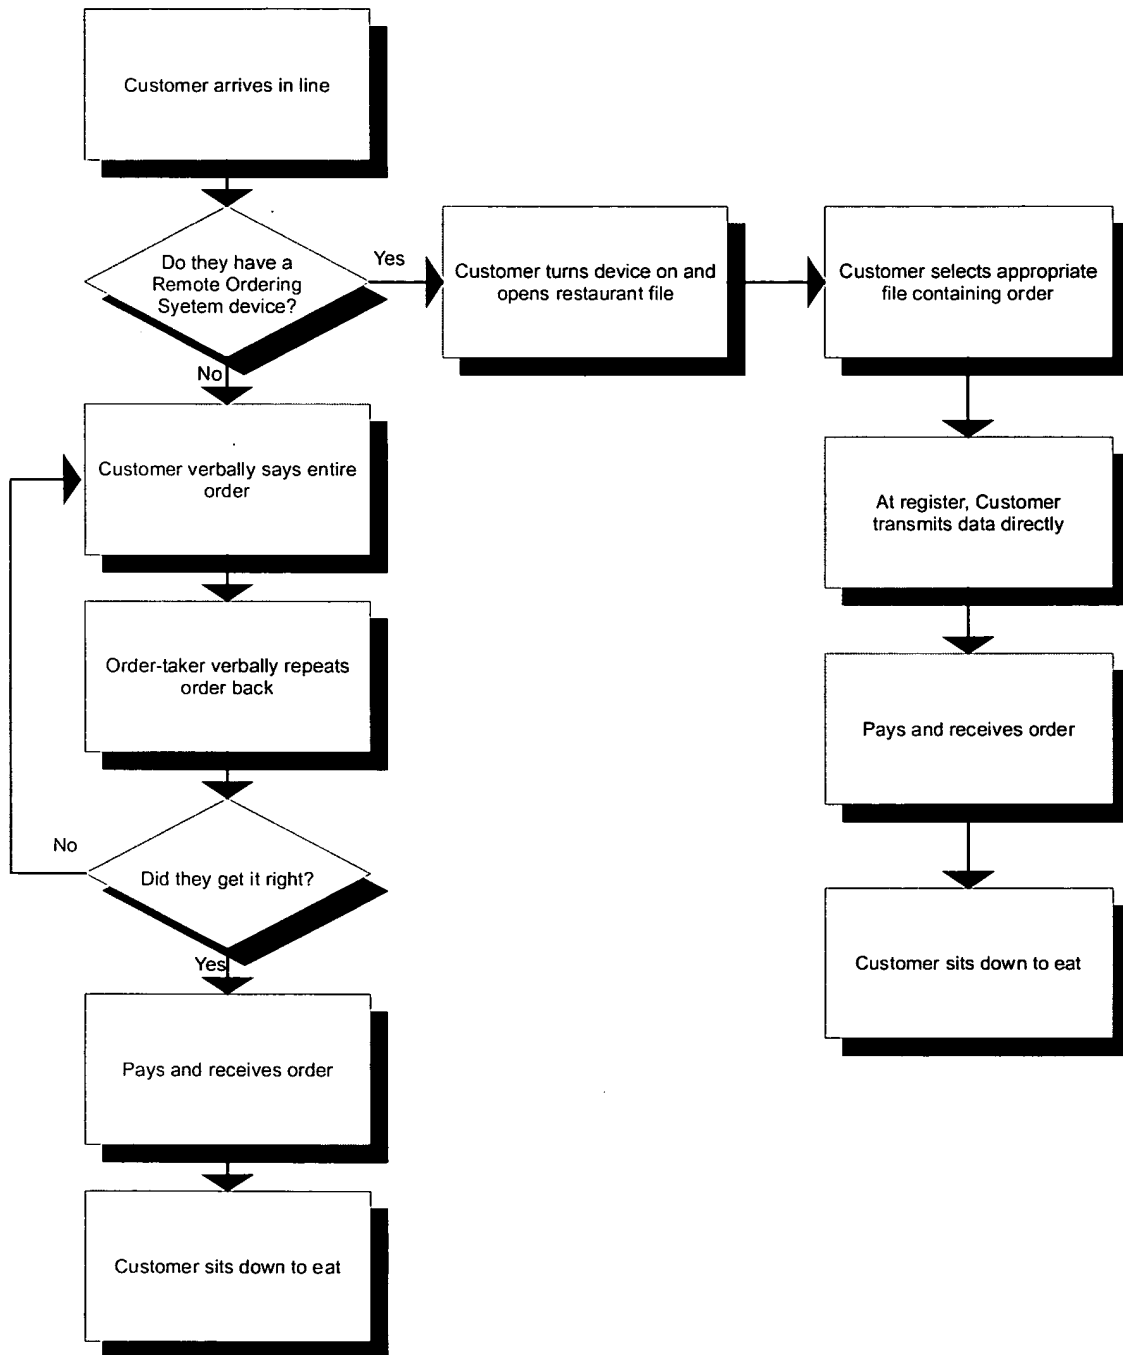 Customer arrives in line
Do they have a
Remote Ordering
Syetem device?
Yes
No
Customer turns device on and
opens restaurant file
Customer selects appropriate
file containing order
Customer verbally says entire
order
At register, Customer
transmits data directly
Order-taker verbally repeats
order back
Pays and receives order
Did they get it right?
No
Yes
Customer sits down to eat
Pays and receives order
Customer sits down to eat